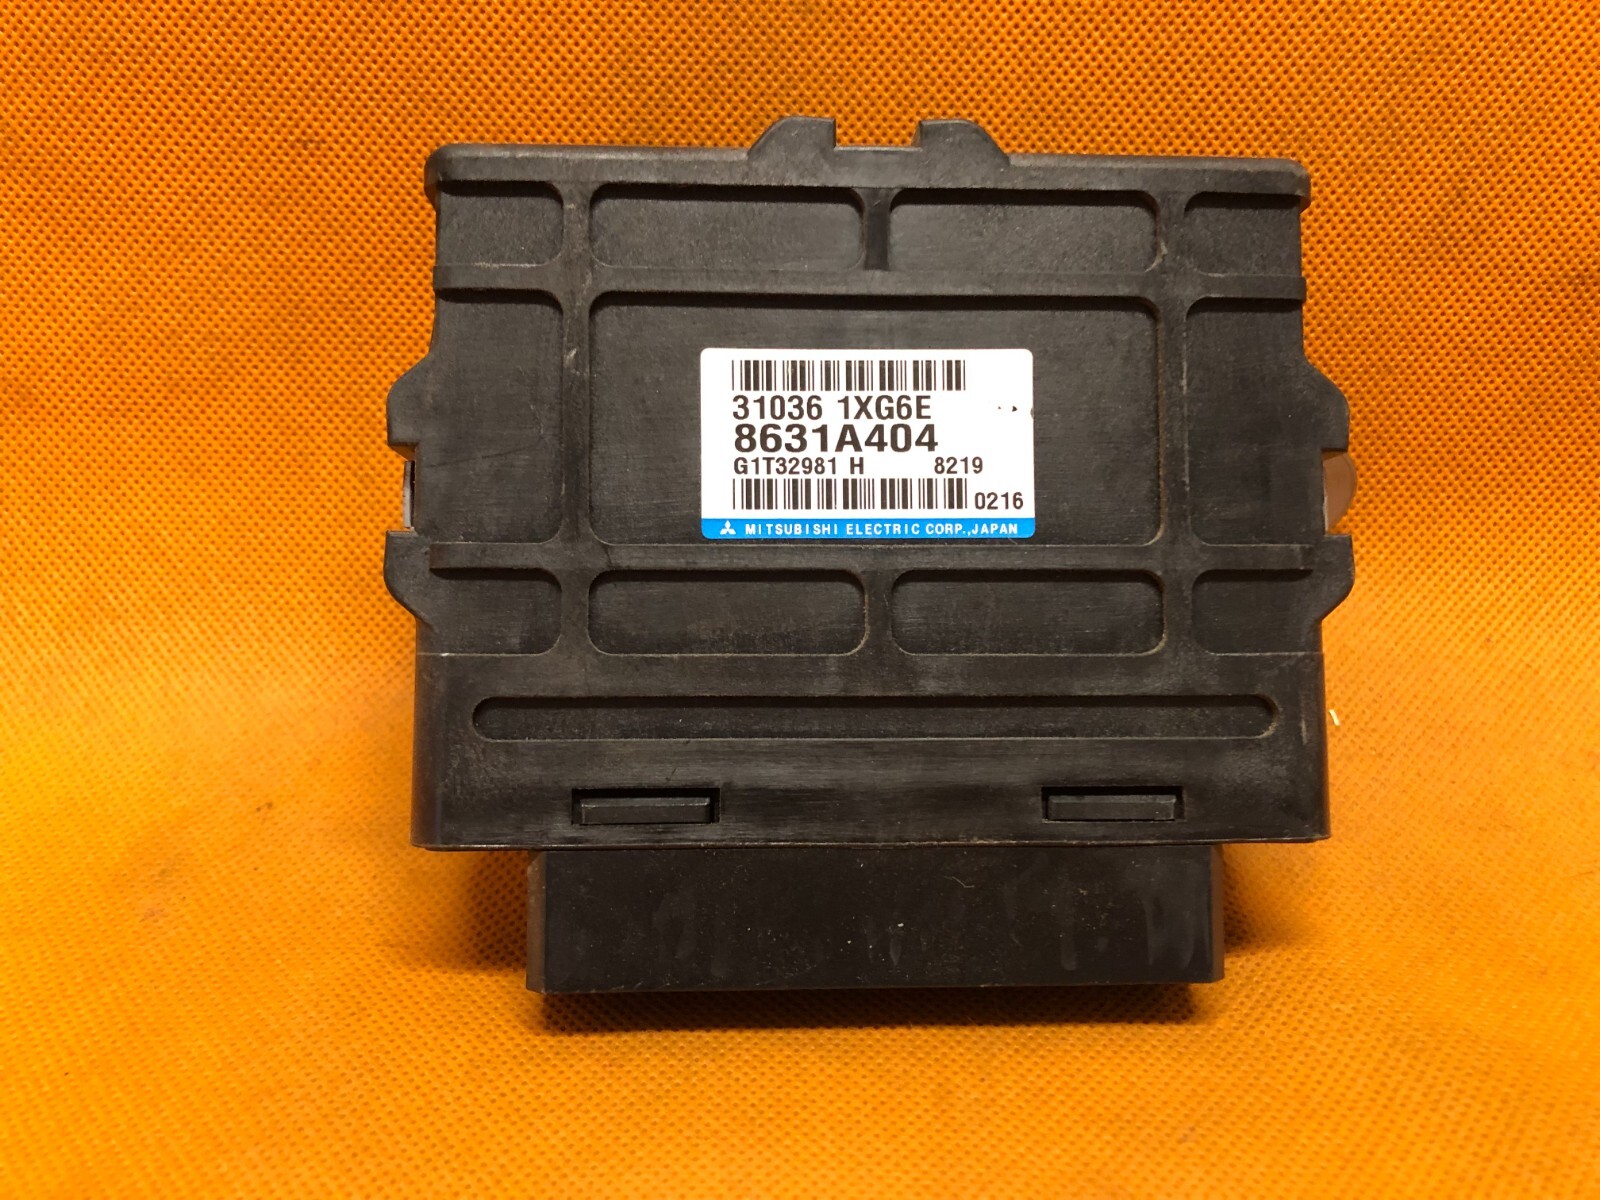 31036 1XG6E
8631A404
G1T32981 H 8219
0216
MITSUBISHI ELECTRIC CORP.,JAPAN